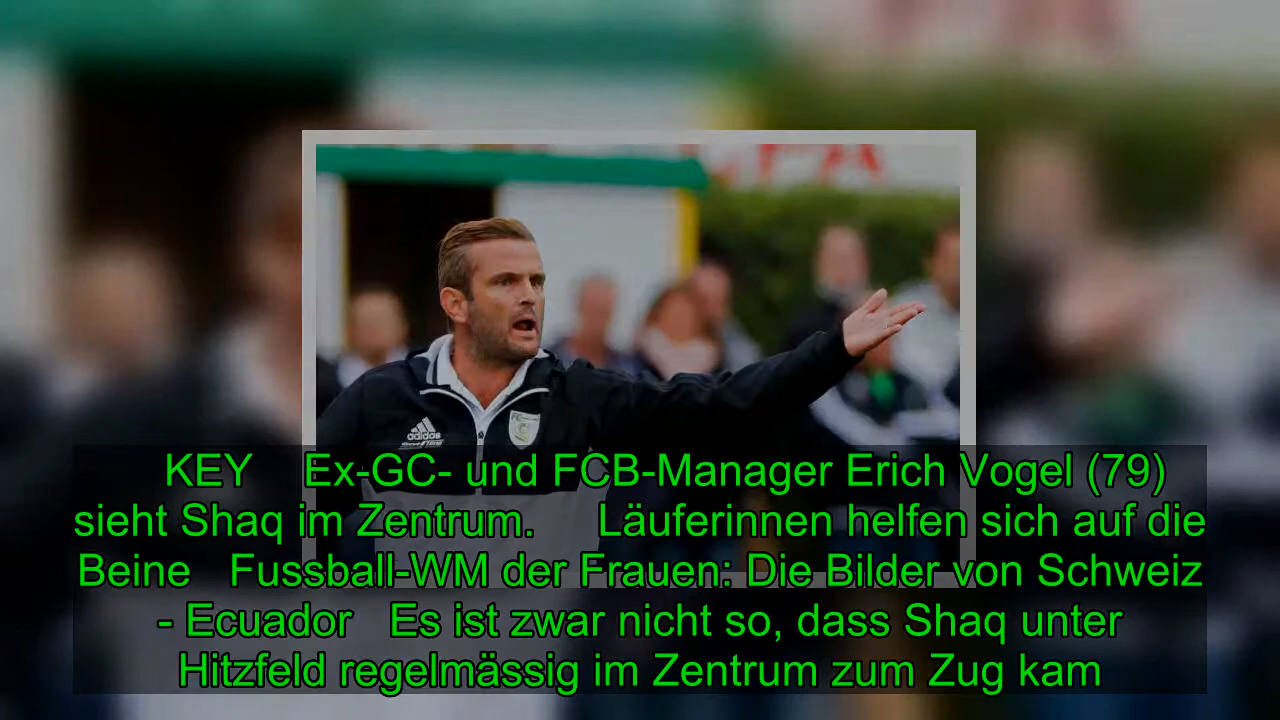 adidas
KEY Ex-GC- und FCB-Manager Erich Vogel (79)
sieht Shaq im Zentrum. Läuferinnen helfen sich auf die
Beine Fussball-WM der Frauen: Die Bilder von Schweiz
- Ecuador Es ist zwar nicht so, dass Shaq unter
Hitzfeld regelmässig im Zentrum zum Zug kam